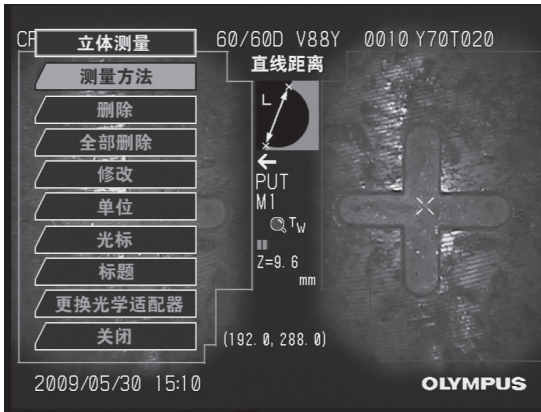 立体测量
60/60D V88Y 0010 Y70T020
测量方法
直线距离
删除
L
全部删除
修改
PUT
单位
M1
光标
TW
标题
Z=9.6
mm
更换光学适配器
关闭
(192.0, 288.0)
2009/05/30 15:10
OLYMPUS